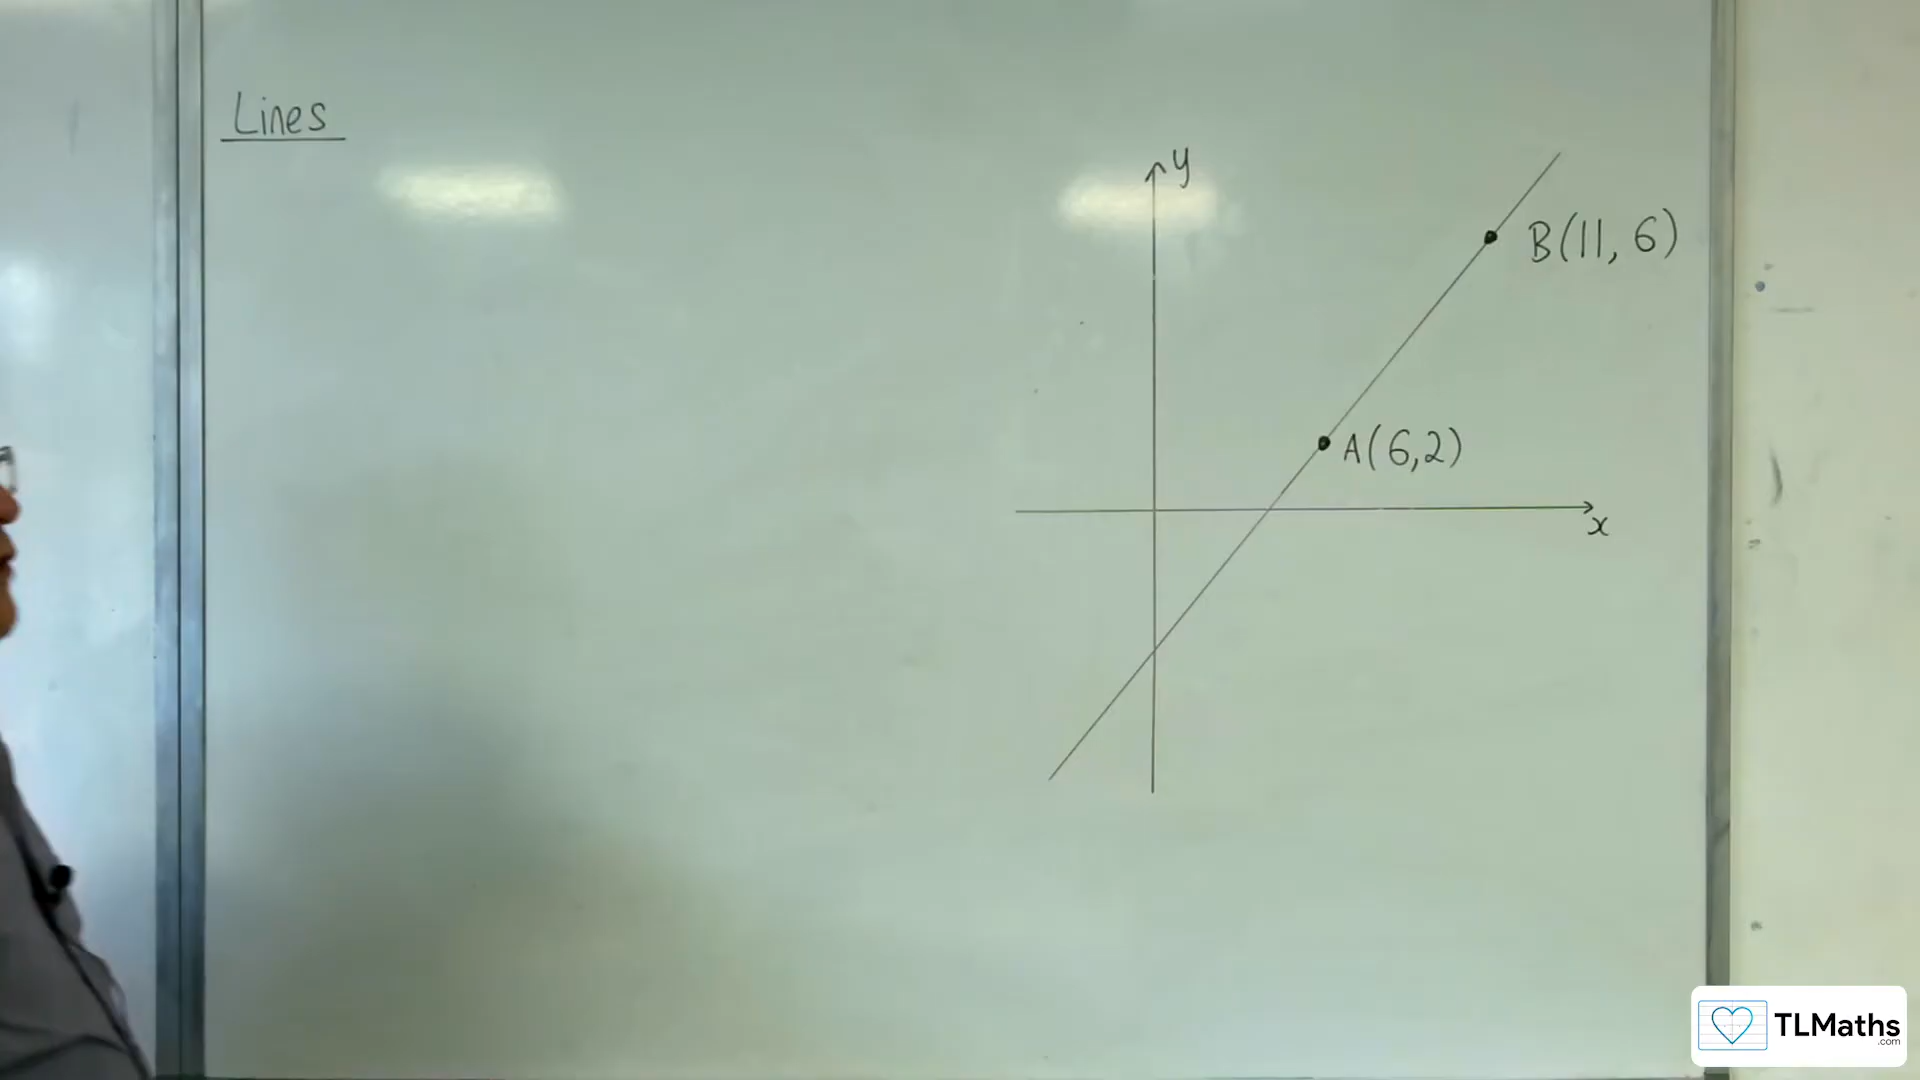 Lines
y
B(11, 6)
A(6,2)
x
TLMaths
.com